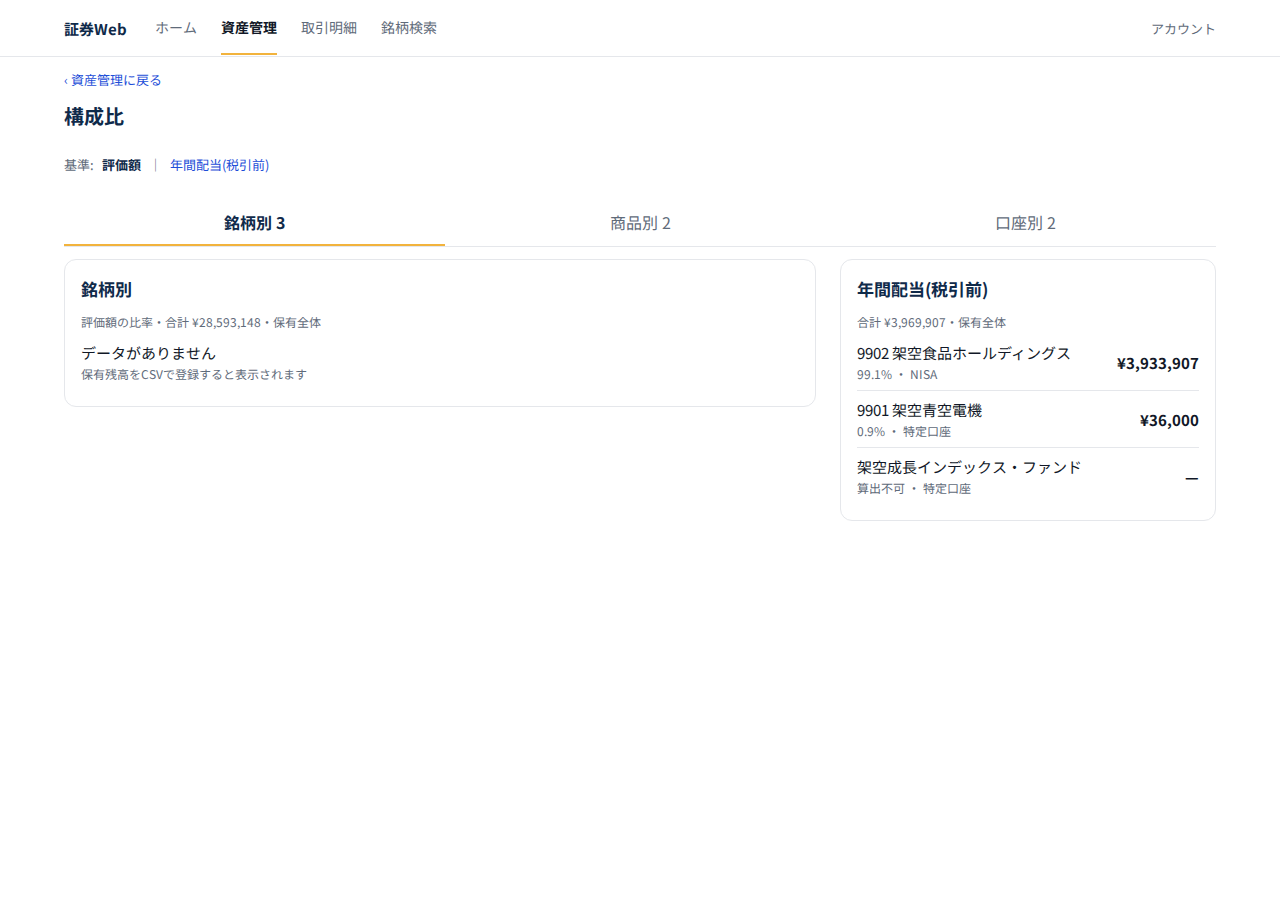 証券Web ホーム 資産管理 取引明細 銘柄検索 アカウント
‹ 資産管理に戻る
構成比
基準: 評価額 | 年間配当(税引前)
銘柄別 3 商品別 2 口座別 2
銘柄別
評価額の比率・合計 ¥28,593,148・保有全体
データがありません
保有残高をCSVで登録すると表示されます
年間配当(税引前)
合計 ¥3,969,907・保有全体
9902 架空食品ホールディングス ¥3,933,907
99.1% ・ NISA
9901 架空青空電機 ¥36,000
0.9% ・ 特定口座
架空成長インデックス・ファンド —
算出不可 ・ 特定口座